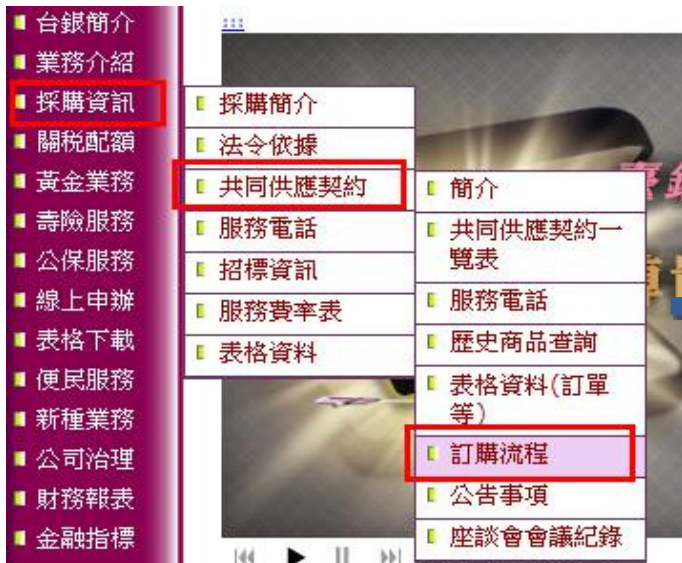 台銀簡介
業務介紹
採購資訊
關稅配額
黃金業務
壽險服務
公保服務
線上申辦
表格下載
便民服務
新種業務
公司治理
財務報表
金融指標
:::
採購簡介
法令依據
共同供應契約
服務電話
招標資訊
服務費率表
表格資料
簡介
共同供應契約一
覽表
服務電話
歷史商品查詢
表格資料(訂單
等)
訂購流程
公告事項
座談會會議紀錄